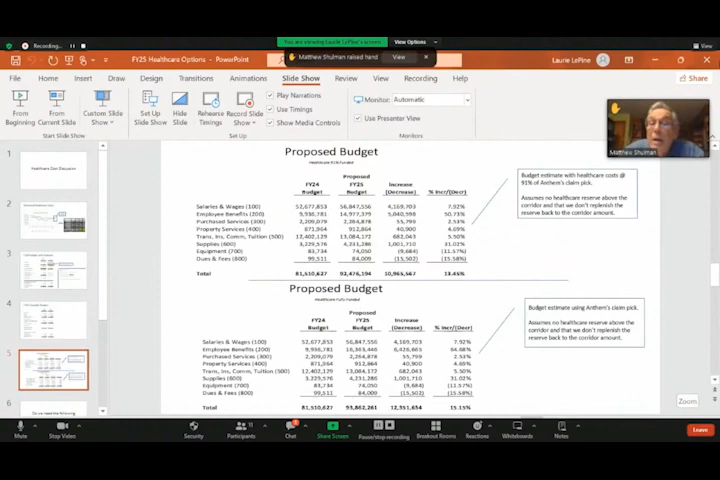 Recording...
You are viewing Laurie LePine's screen
View Options
View
FY25 Healthcare Options - PowerPoint
Matthew Shulman raised hand
View
Laurie LePine
File
Home
Insert
Draw
Design
Transitions
Animations
Slide Show
Review
View
Recording
Help
Share
From Beginning
From Current Slide
Custom Slide Show
Set Up Slide Show
Hide Slide
Rehearse Timings
Record Slide Show
Play Narrations
Use Timings
Show Media Controls
Monitor: Automatic
Use Presenter View
Start Slide Show
Set Up
Monitors
Matthew Shulman
1
Healthcare Cost Discussion
2
3
4
5
6
Proposed Budget
Healthcare 91% Funded
FY24 Budget Proposed FY25 Budget Increase (Decrease) % Incr/(Decr)
Salaries & Wages (100) 52,677,853 56,847,556 4,169,703 7.92%
Employee Benefits (200) 9,936,781 14,977,379 5,040,598 50.73%
Purchased Services (300) 2,209,079 2,264,878 55,799 2.53%
Property Services (400) 871,964 912,864 40,900 4.69%
Trans, Ins, Comm, Tuition (500) 12,402,129 13,084,172 682,043 5.50%
Supplies (600) 3,229,576 4,231,286 1,001,710 31.02%
Equipment (700) 83,734 74,050 (9,684) (11.57%)
Dues & Fees (800) 99,511 84,009 (15,502) (15.58%)
Total 81,510,627 92,476,194 10,965,567 13.45%
Budget estimate with healthcare costs @ 91% of Anthem's claim pick.
Assumes no healthcare reserve above the corridor and that we don't replenish the reserve back to the corridor amount.
Proposed Budget
Healthcare Fully Funded
FY24 Budget Proposed FY25 Budget Increase (Decrease) % Incr/(Decr)
Salaries & Wages (100) 52,677,853 56,847,556 4,169,703 7.92%
Employee Benefits (200) 9,936,781 16,363,446 6,426,665 64.68%
Purchased Services (300) 2,209,079 2,264,878 55,799 2.53%
Property Services (400) 871,964 912,864 40,900 4.69%
Trans, Ins, Comm, Tuition (500) 12,402,129 13,084,172 682,043 5.50%
Supplies (600) 3,229,576 4,231,286 1,001,710 31.02%
Equipment (700) 83,734 74,050 (9,684) (11.57%)
Dues & Fees (800) 99,511 84,009 (15,502) (15.58%)
Total 81,510,627 93,862,261 12,351,634 15.15%
Budget estimate using Anthem's claim pick.
Assumes no healthcare reserve above the corridor and that we don't replenish the reserve back to the corridor amount.
Zoom
Mute
Stop Video
Security
Participants
Chat
Share Screen
Pause/stop recording
Breakout Rooms
Reactions
Whiteboards
Notes
Leave